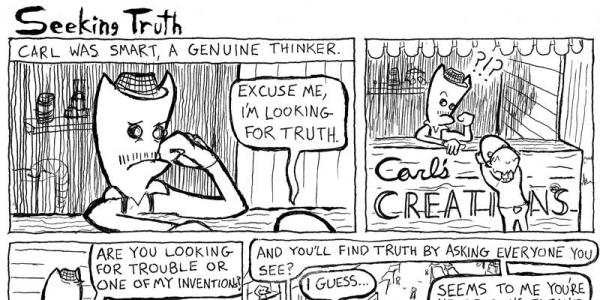 Seeking Truth
CARL WAS SMART, A GENUINE THINKER.
EXCUSE ME,
I'M LOOKING
FOR TRUTH.
?!?
Carl's
CREATI NS
ARE YOU LOOKING
FOR TROUBLE OR
ONE OF MY INVENTIONS?
AND YOU'LL FIND TRUTH BY ASKING EVERYONE YOU
SEE?
I GUESS...
SEEMS TO ME YOU'RE